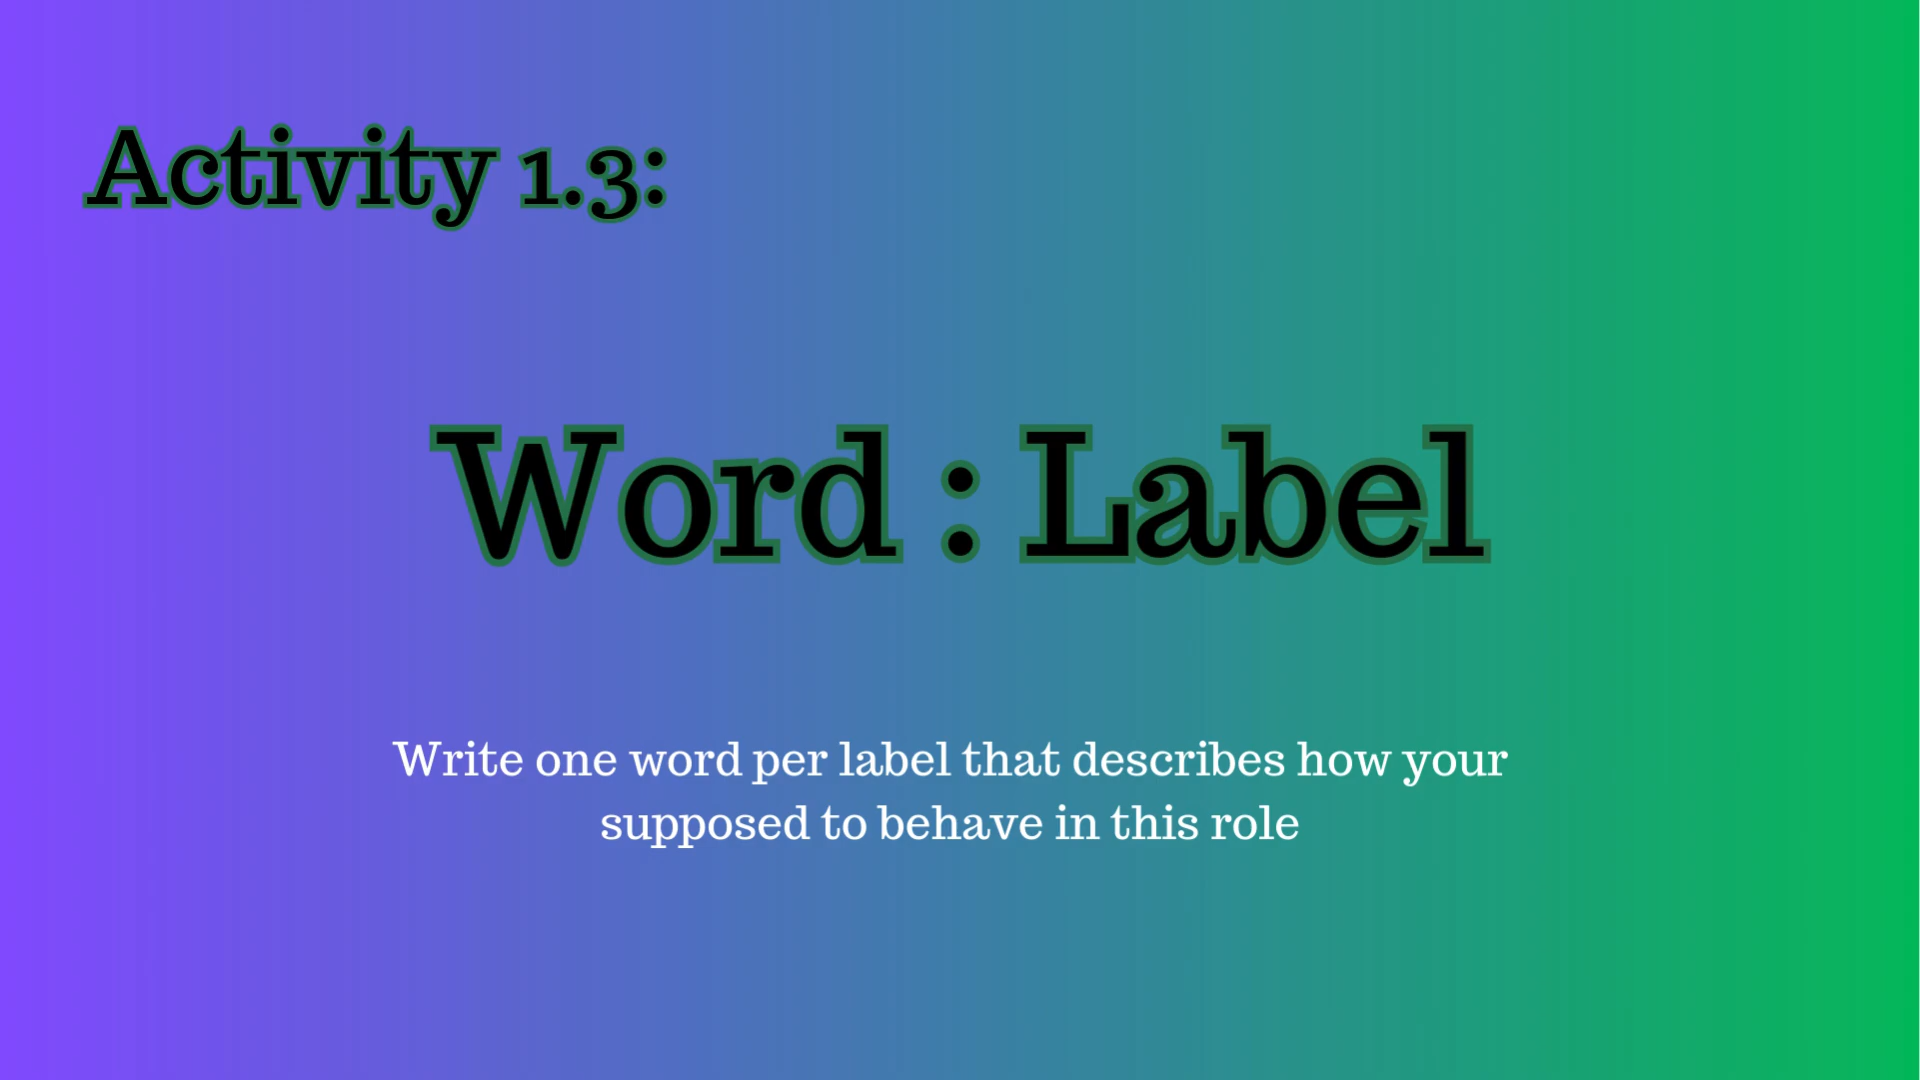 Activity 1.3:
Word : Label
Write one word per label that describes how your
supposed to behave in this role